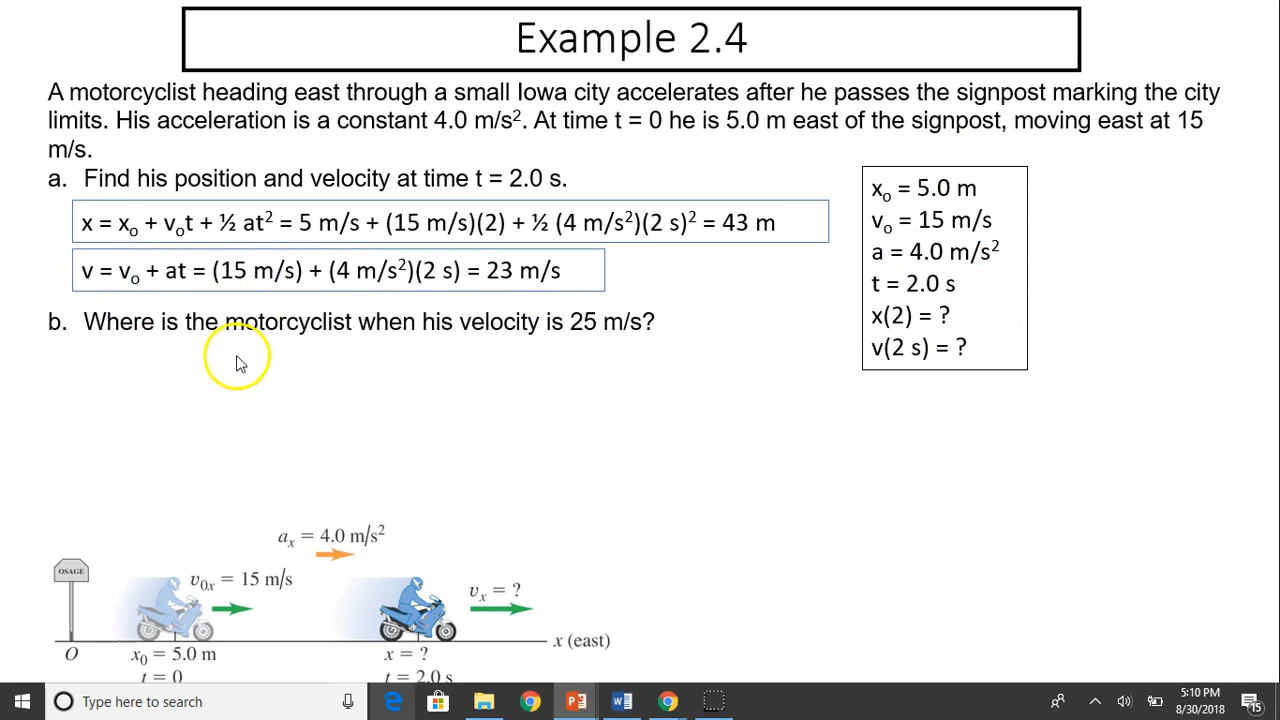 Example 2.4
A motorcyclist heading east through a small Iowa city accelerates after he passes the signpost marking the city
limits. His acceleration is a constant 4.0 m/s². At time t = 0 he is 5.0 m east of the signpost, moving east at 15
m/s.
a. Find his position and velocity at time t = 2.0 s.
x = xₒ + vₒt + ½ at² = 5 m/s + (15 m/s)(2) + ½ (4 m/s²)(2 s)² = 43 m
v = vₒ + at = (15 m/s) + (4 m/s²)(2 s) = 23 m/s
b. Where is the motorcyclist when his velocity is 25 m/s?
xₒ = 5.0 m
vₒ = 15 m/s
a = 4.0 m/s²
t = 2.0 s
x(2) = ?
v(2 s) = ?
aₓ = 4.0 m/s²
OSAGE
v₀ₓ = 15 m/s
vₓ = ?
x (east)
O
x₀ = 5.0 m
x = ?
t = 0
t = 2.0 s
Type here to search
5:10 PM
8/30/2018
15